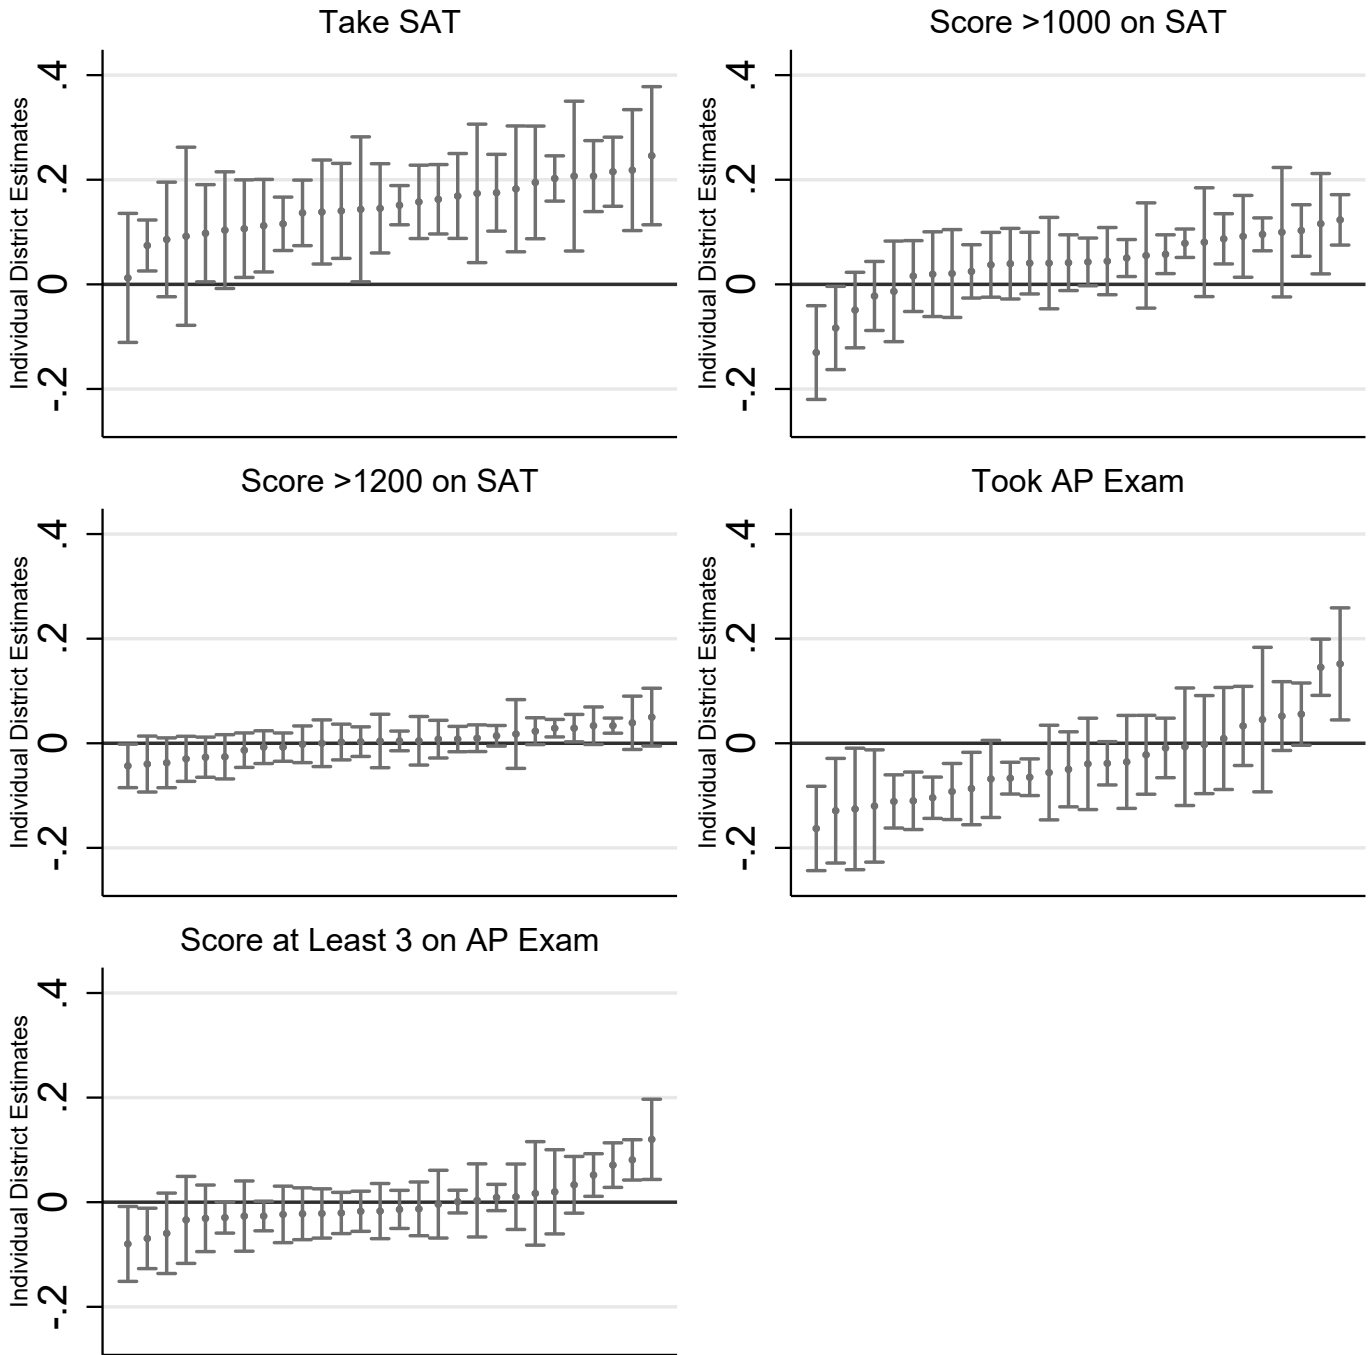 Take SAT
Individual District Estimates
.4
.2
0
-.2
Score >1000 on SAT
Individual District Estimates
.4
.2
0
-.2
Score >1200 on SAT
Individual District Estimates
.4
.2
0
-.2
Took AP Exam
Individual District Estimates
.4
.2
0
-.2
Score at Least 3 on AP Exam
Individual District Estimates
.4
.2
0
-.2